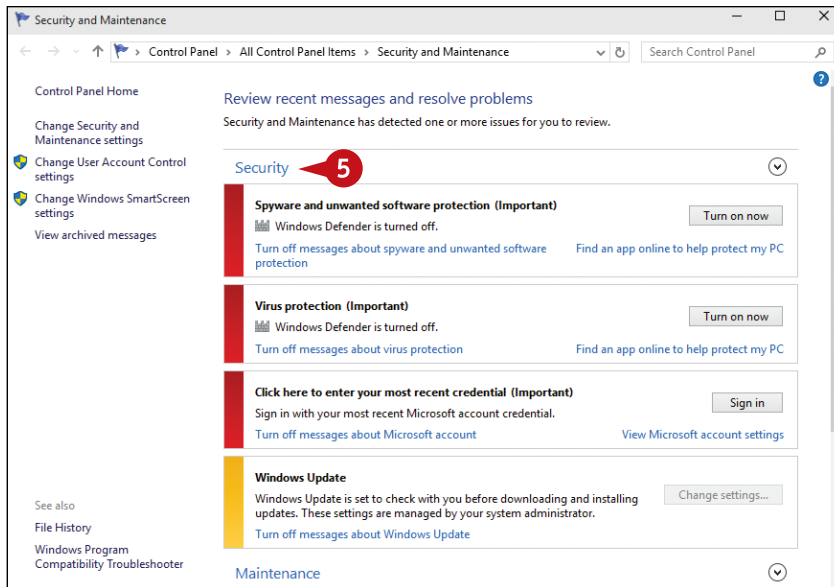 Security and Maintenance
Control Panel > All Control Panel Items > Security and Maintenance
Search Control Panel
?
Control Panel Home
Change Security and
Maintenance settings
Change User Account Control
settings
Change Windows SmartScreen
settings
View archived messages
See also
File History
Windows Program
Compatibility Troubleshooter
Review recent messages and resolve problems
Security and Maintenance has detected one or more issues for you to review.
Security
5
Spyware and unwanted software protection (Important)
Windows Defender is turned off.
Turn on now
Turn off messages about spyware and unwanted software
protection
Find an app online to help protect my PC
Virus protection (Important)
Windows Defender is turned off.
Turn on now
Turn off messages about virus protection
Find an app online to help protect my PC
Click here to enter your most recent credential (Important)
Sign in with your most recent Microsoft account credential.
Sign in
Turn off messages about Microsoft account
View Microsoft account settings
Windows Update
Windows Update is set to check with you before downloading and installing
updates. These settings are managed by your system administrator.
Change settings...
Turn off messages about Windows Update
Maintenance